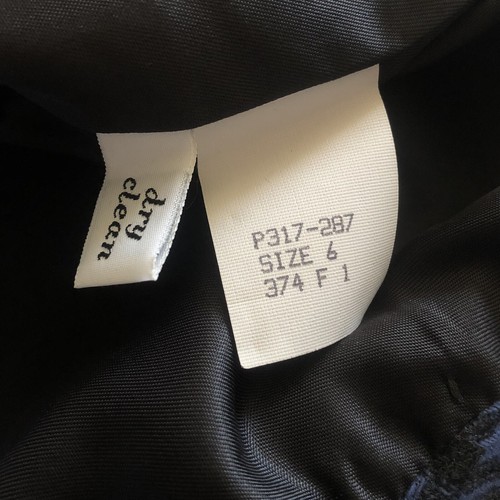 dry
clean
P317-287
SIZE 6
374 F 1